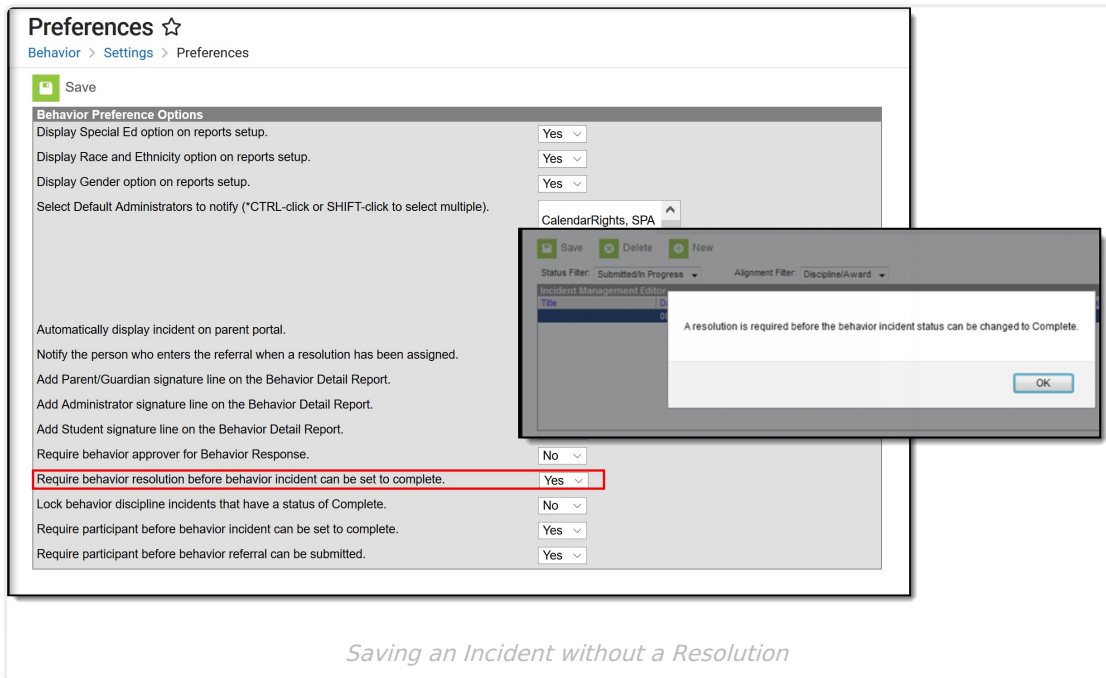 Preferences
Behavior > Settings > Preferences
Save
Behavior Preference Options
Display Special Ed option on reports setup. Yes
Display Race and Ethnicity option on reports setup. Yes
Display Gender option on reports setup. Yes
Select Default Administrators to notify (*CTRL-click or SHIFT-click to select multiple).
CalendarRights, SPA
Save Delete New
Status Filter: Submitted/In Progress Alignment Filter: Discipline/Award
Incident Management Editor
Title
A resolution is required before the behavior incident status can be changed to Complete.
OK
Automatically display incident on parent portal.
Notify the person who enters the referral when a resolution has been assigned.
Add Parent/Guardian signature line on the Behavior Detail Report.
Add Administrator signature line on the Behavior Detail Report.
Add Student signature line on the Behavior Detail Report.
Require behavior approver for Behavior Response. No
Require behavior resolution before behavior incident can be set to complete. Yes
Lock behavior discipline incidents that have a status of Complete. No
Require participant before behavior incident can be set to complete. Yes
Require participant before behavior referral can be submitted. Yes
Saving an Incident without a Resolution